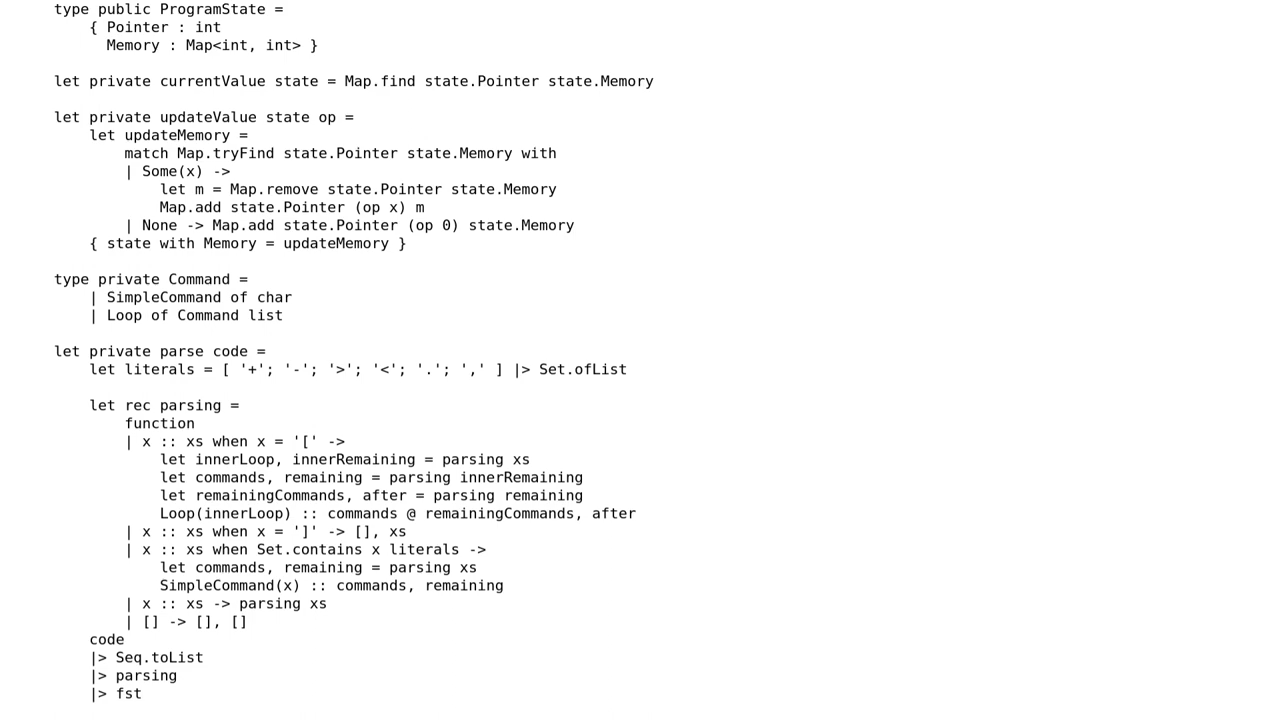 type public ProgramState =
    { Pointer : int
      Memory : Map<int, int> }

let private currentValue state = Map.find state.Pointer state.Memory

let private updateValue state op =
    let updateMemory =
        match Map.tryFind state.Pointer state.Memory with
        | Some(x) ->
            let m = Map.remove state.Pointer state.Memory
            Map.add state.Pointer (op x) m
        | None -> Map.add state.Pointer (op 0) state.Memory
    { state with Memory = updateMemory }

type private Command =
    | SimpleCommand of char
    | Loop of Command list

let private parse code =
    let literals = [ '+'; '-'; '>'; '<'; '.'; ',' ] |> Set.ofList

    let rec parsing =
        function
        | x :: xs when x = '[' ->
            let innerLoop, innerRemaining = parsing xs
            let commands, remaining = parsing innerRemaining
            let remainingCommands, after = parsing remaining
            Loop(innerLoop) :: commands @ remainingCommands, after
        | x :: xs when x = ']' -> [], xs
        | x :: xs when Set.contains x literals ->
            let commands, remaining = parsing xs
            SimpleCommand(x) :: commands, remaining
        | x :: xs -> parsing xs
        | [] -> [], []
    code
    |> Seq.toList
    |> parsing
    |> fst